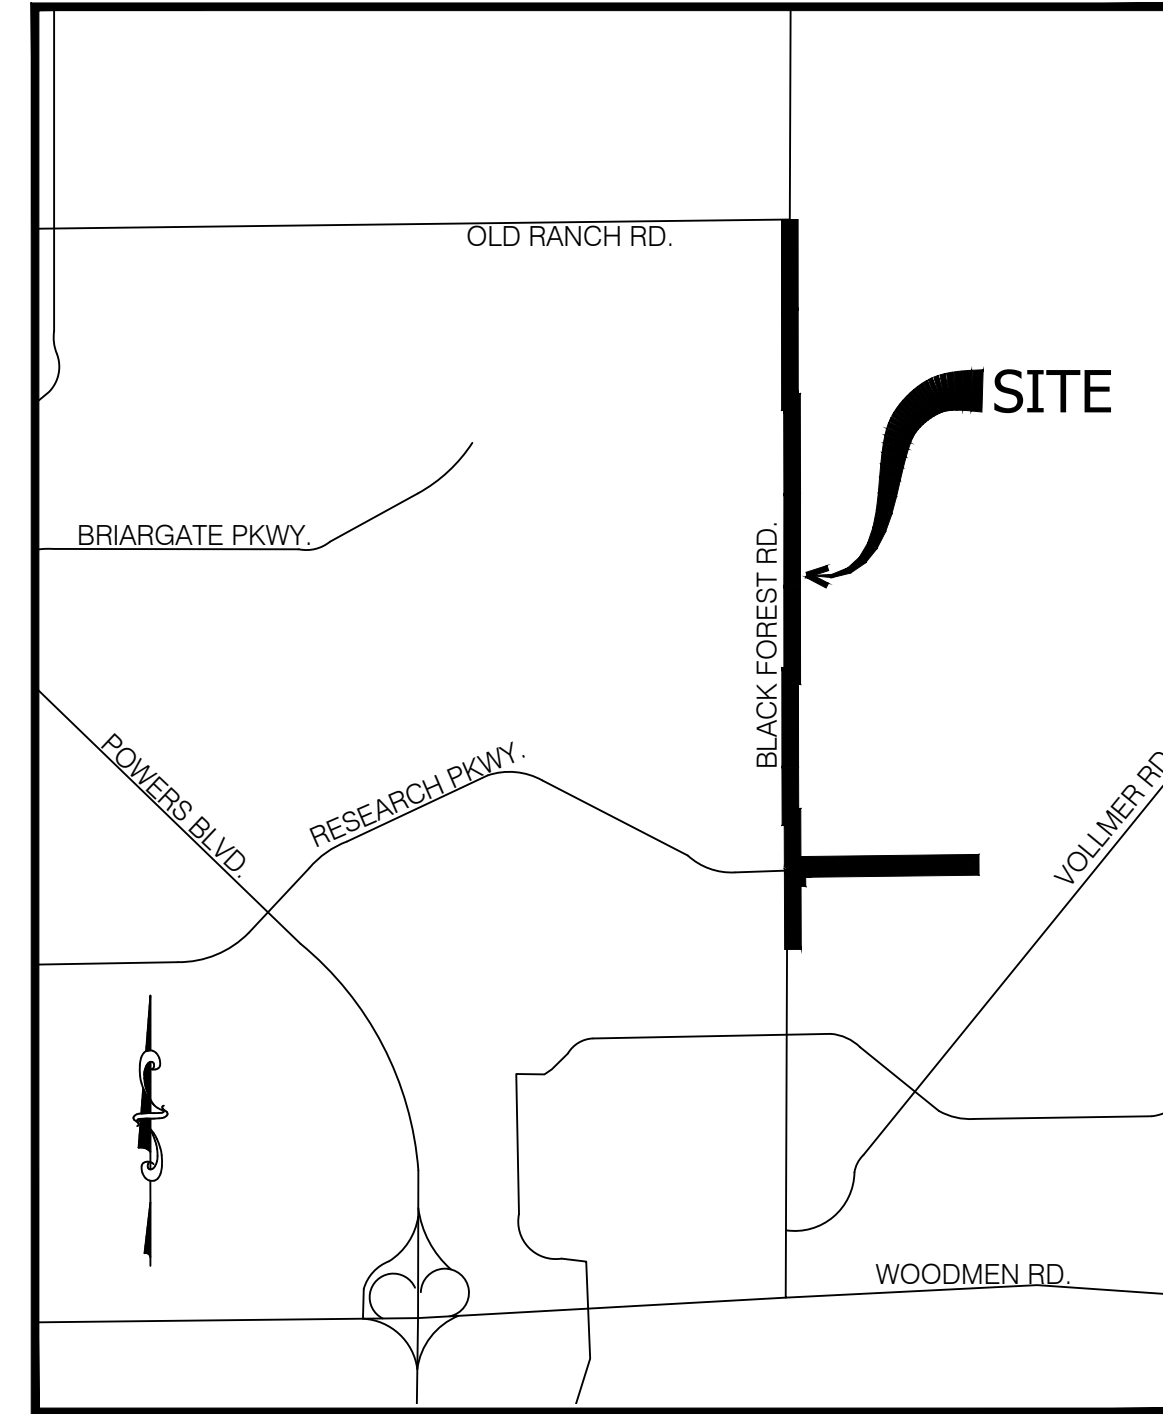 OLD RANCH RD.
SITE
BRIARGATE PKWY.
BLACK FOREST RD.
POWERS BLVD.
RESEARCH PKWY.
VOLLMER RD
WOODMEN RD.